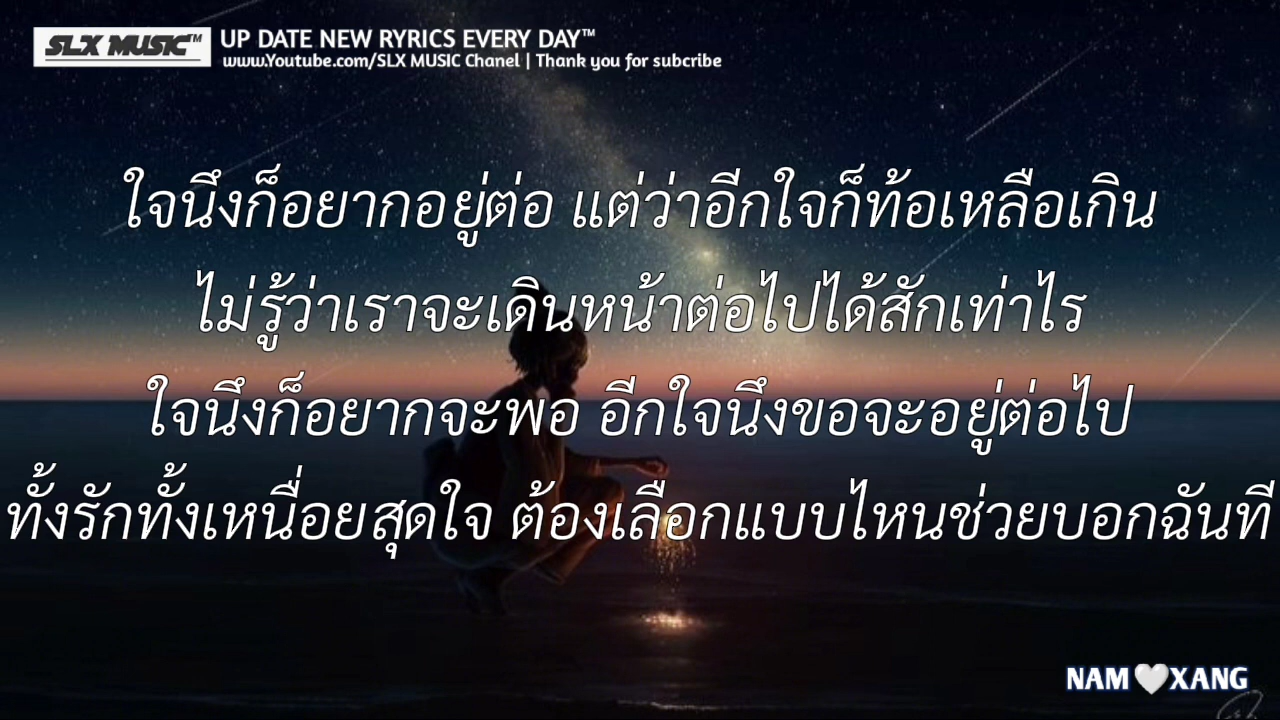 SLX MUSIC™
UP DATE NEW RYRICS EVERY DAY™
www.Youtube.com/SLX MUSIC Chanel | Thank you for subcribe
ใจนึงก็อยากอยู่ต่อ แต่ว่าอีกใจก็ท้อเหลือเกิน
ไม่รู้ว่าเราจะเดินหน้าต่อไปได้สักเท่าไร
ใจนึงก็อยากจะพอ อีกใจนึงขอจะอยู่ต่อไป
ทั้งรักทั้งเหนื่อยสุดใจ ต้องเลือกแบบไหนช่วยบอกฉันที
NAM🤍XANG